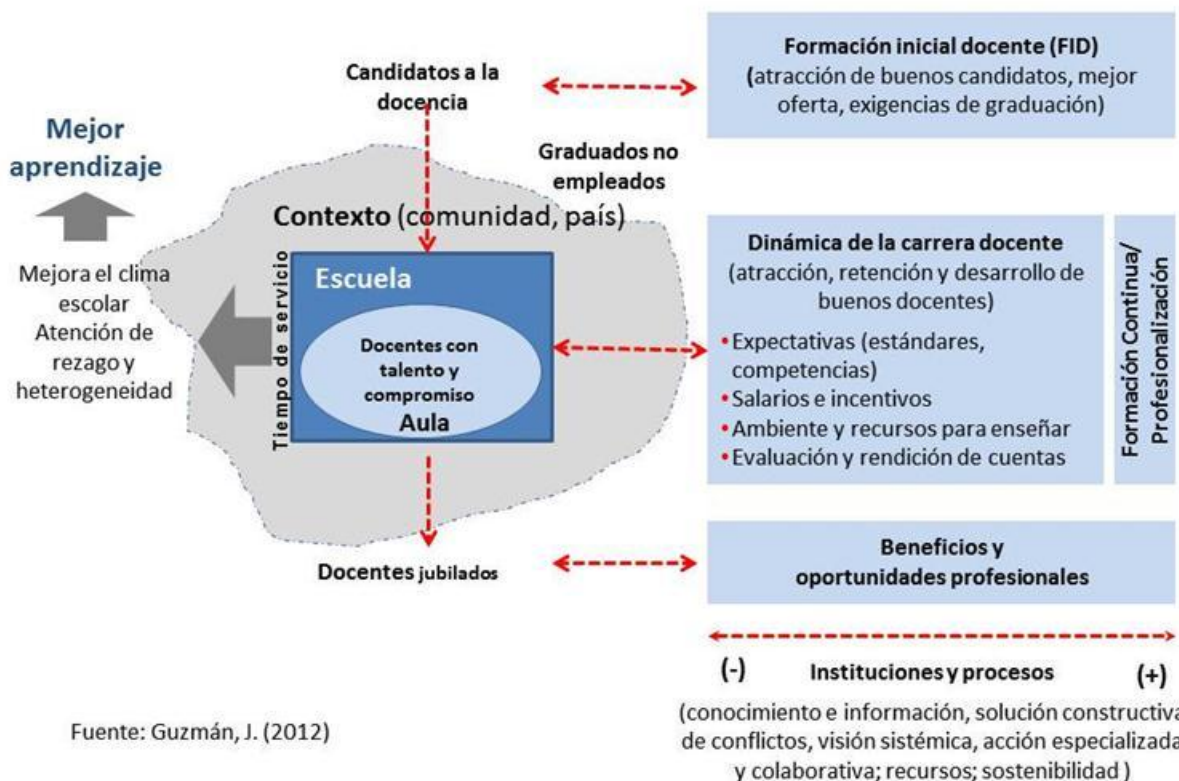 Candidatos a la
docencia
Formación inicial docente (FID)
(atracción de buenos candidatos, mejor
oferta, exigencias de graduación)
Mejor
aprendizaje
Graduados no
empleados
Contexto (comunidad, país)
Mejora el clima
escolar
Atención de
rezago y
heterogeneidad
Tiempo de servicio
Escuela
Docentes con
talento y
compromiso
Aula
Dinámica de la carrera docente
(atracción, retención y desarrollo de
buenos docentes)
•Expectativas (estándares,
competencias)
•Salarios e incentivos
•Ambiente y recursos para enseñar
•Evaluación y rendición de cuentas
Formación Continua/
Profesionalización
Docentes jubilados
Beneficios y
oportunidades profesionales
(-) Instituciones y procesos (+)
(conocimiento e información, solución constructiva
de conflictos, visión sistémica, acción especializada
y colaborativa; recursos; sostenibilidad )
Fuente: Guzmán, J. (2012)